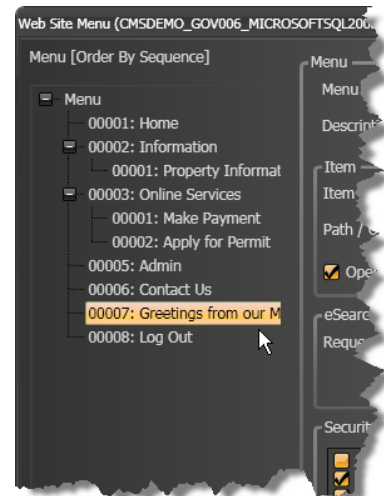 Web Site Menu (CMSDEMO_GOV006_MICROSOFTSQL200
Menu [Order By Sequence]
Menu
00001: Home
00002: Information
00001: Property Informat
00003: Online Services
00001: Make Payment
00002: Apply for Permit
00005: Admin
00006: Contact Us
00007: Greetings from our M
00008: Log Out
Menu
Menu
Descripti
Item
Item
Path /
Ope
eSearc
Reque
Securit